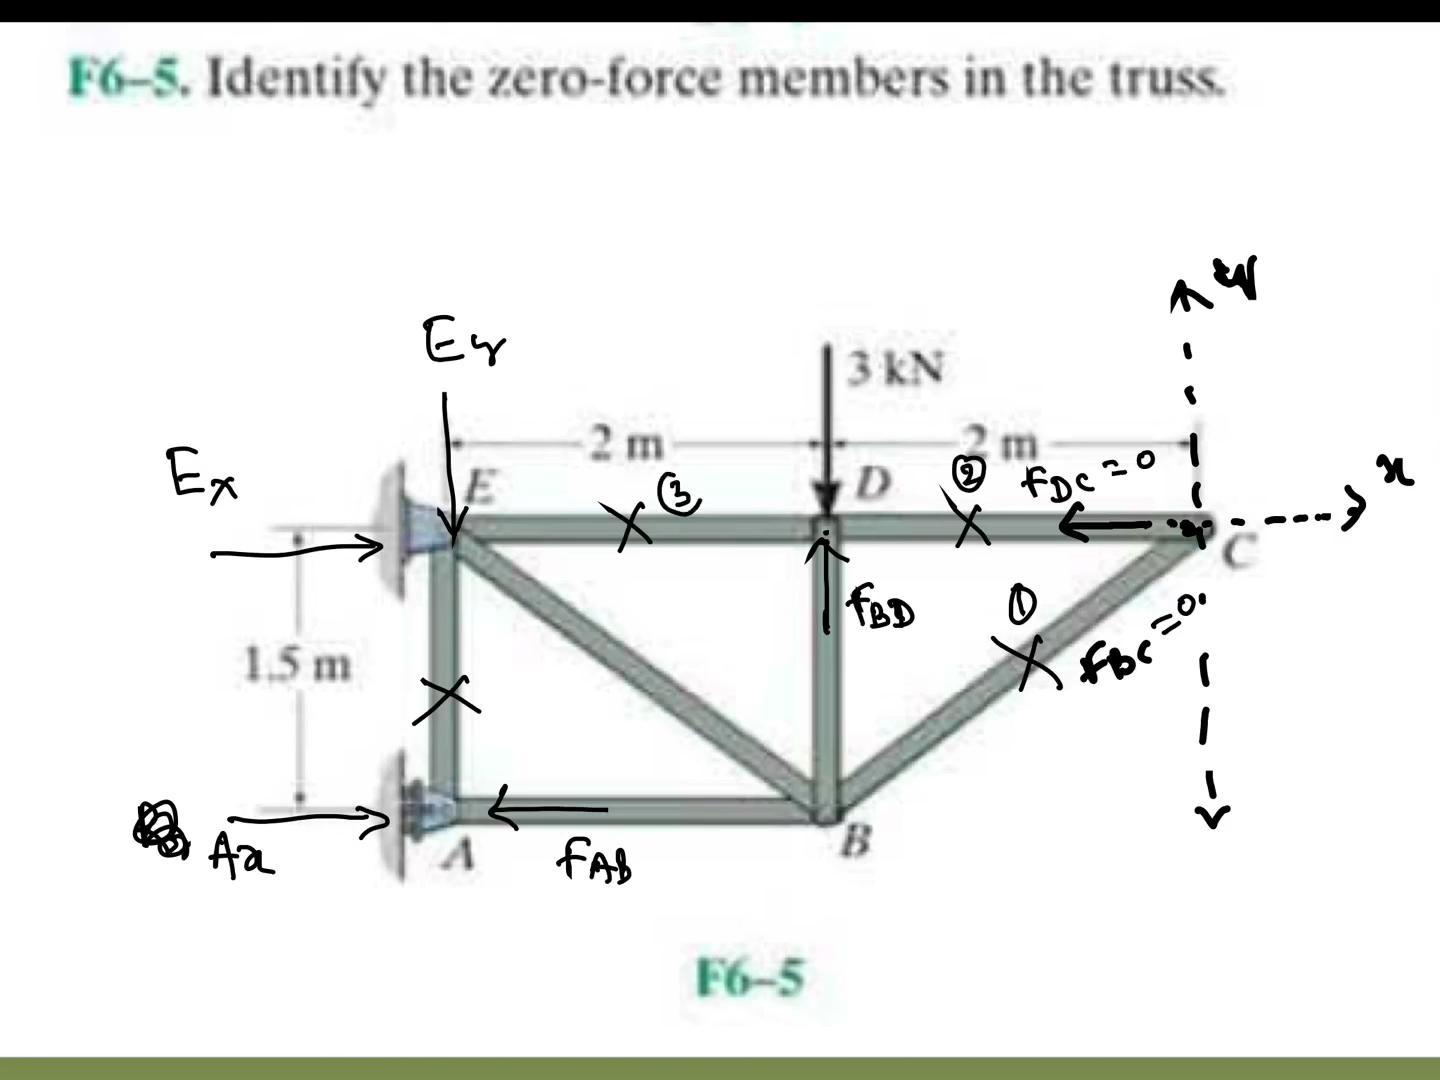 F6–5. Identify the zero-force members in the truss.
Ey
3 kN
2 m
2 m
Ex
E
③
D
②
FDC = 0
x
C
1.5 m
FBD
①
FBC = 0
Ax
A
FAB
B
F6–5